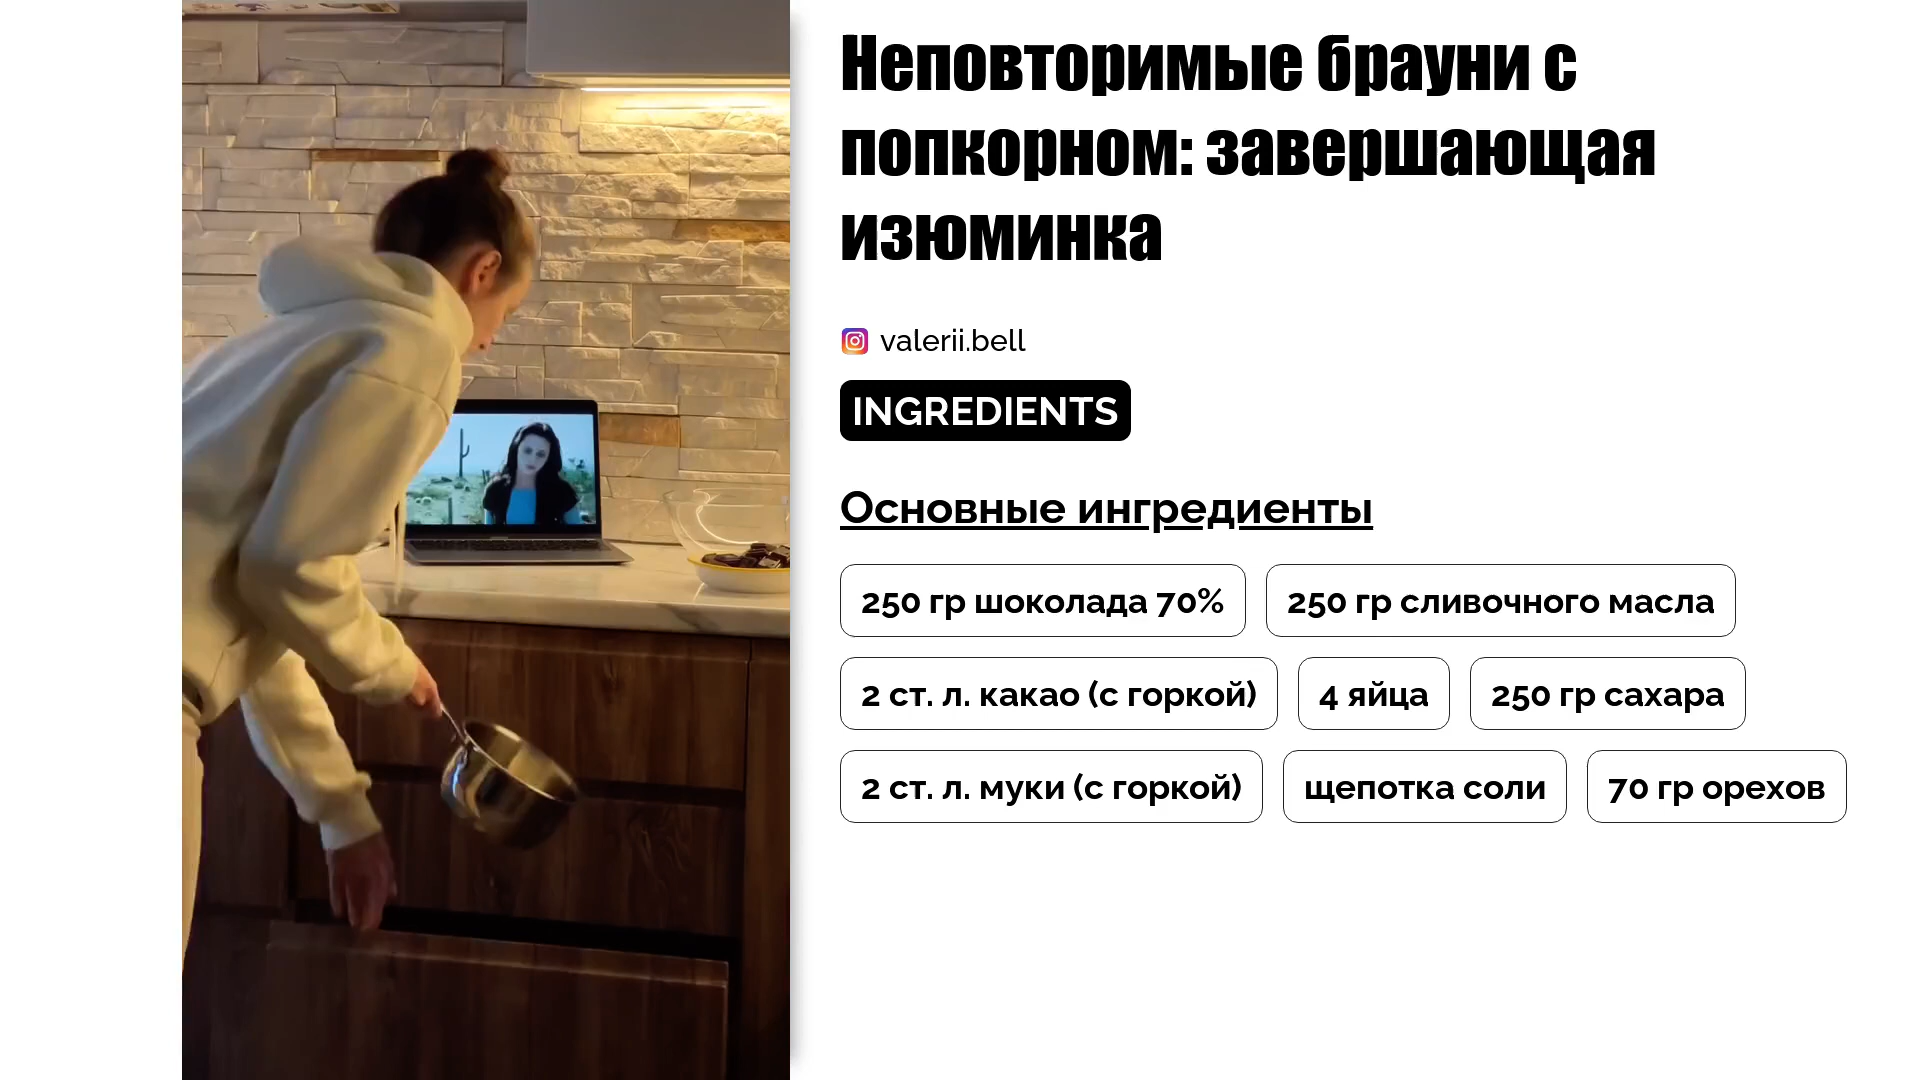 Неповторимые брауни с
попкорном: завершающая
изюминка
valerii.bell
INGREDIENTS
Основные ингредиенты
250 гр шоколада 70%
250 гр сливочного масла
2 ст. л. какао (с горкой)
4 яйца
250 гр сахара
2 ст. л. муки (с горкой)
щепотка соли
70 гр орехов